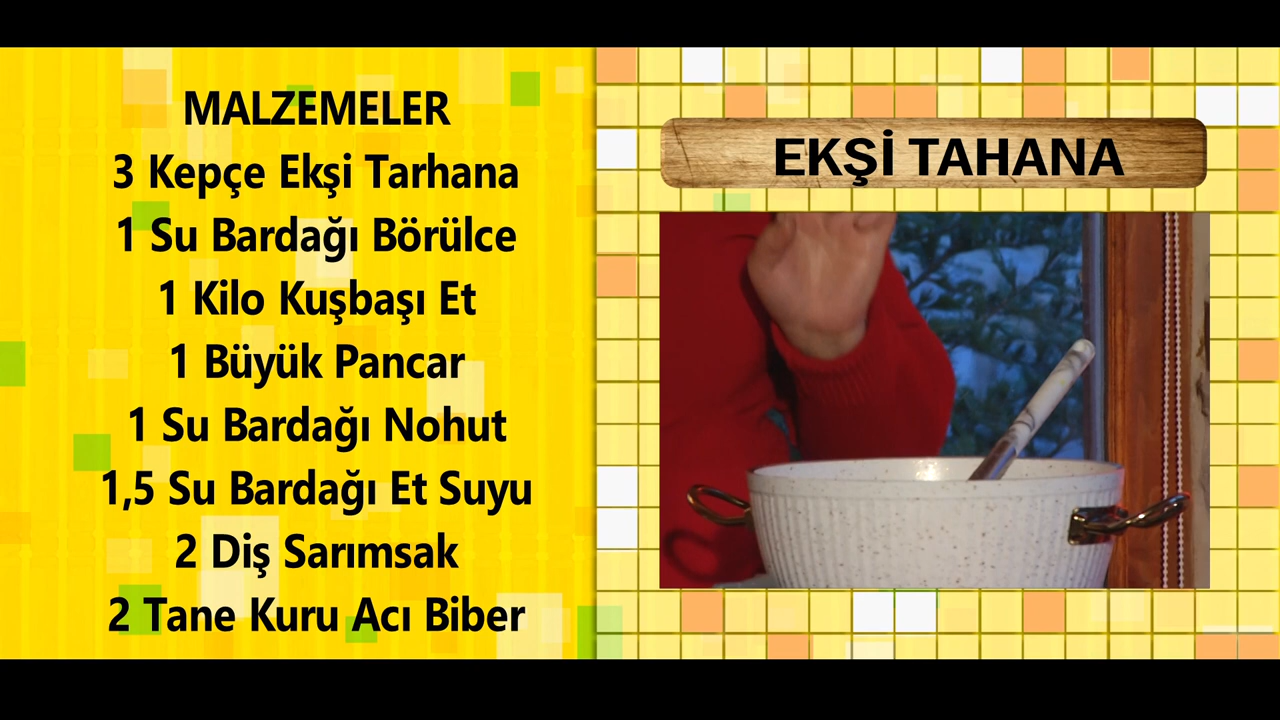 MALZEMELER
3 Kepçe Ekşi Tarhana
1 Su Bardağı Börülce
1 Kilo Kuşbaşı Et
1 Büyük Pancar
1 Su Bardağı Nohut
1,5 Su Bardağı Et Suyu
2 Diş Sarımsak
2 Tane Kuru Acı Biber
EKŞİ TAHANA